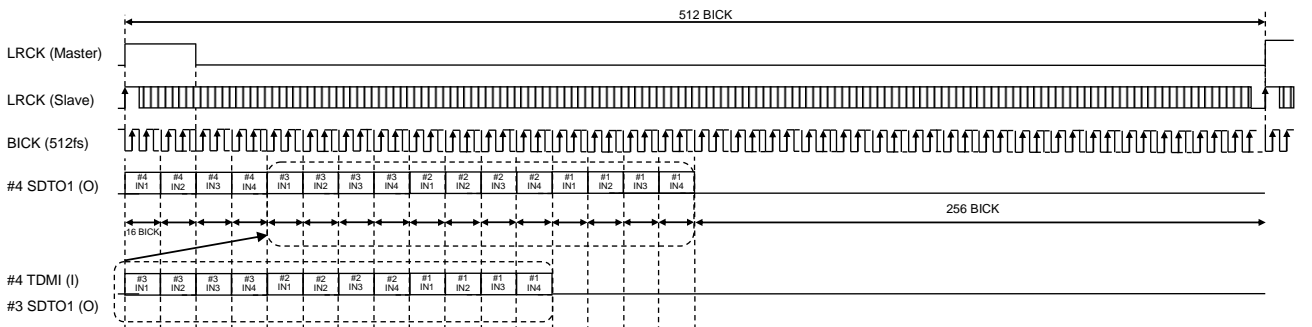 512 BICK
LRCK (Master)
LRCK (Slave)
BICK (512fs)
#4 SDTO1 (O)
#4 #4 #4 #4 #3 #3 #3 #3 #2 #2 #2 #2 #1 #1 #1 #1
IN1 IN2 IN3 IN4 IN1 IN2 IN3 IN4 IN1 IN2 IN3 IN4 IN1 IN2 IN3 IN4
16 BICK
256 BICK
#4 TDMI (I)
#3 #3 #3 #3 #2 #2 #2 #2 #1 #1 #1 #1
IN1 IN2 IN3 IN4 IN1 IN2 IN3 IN4 IN1 IN2 IN3 IN4
#3 SDTO1 (O)